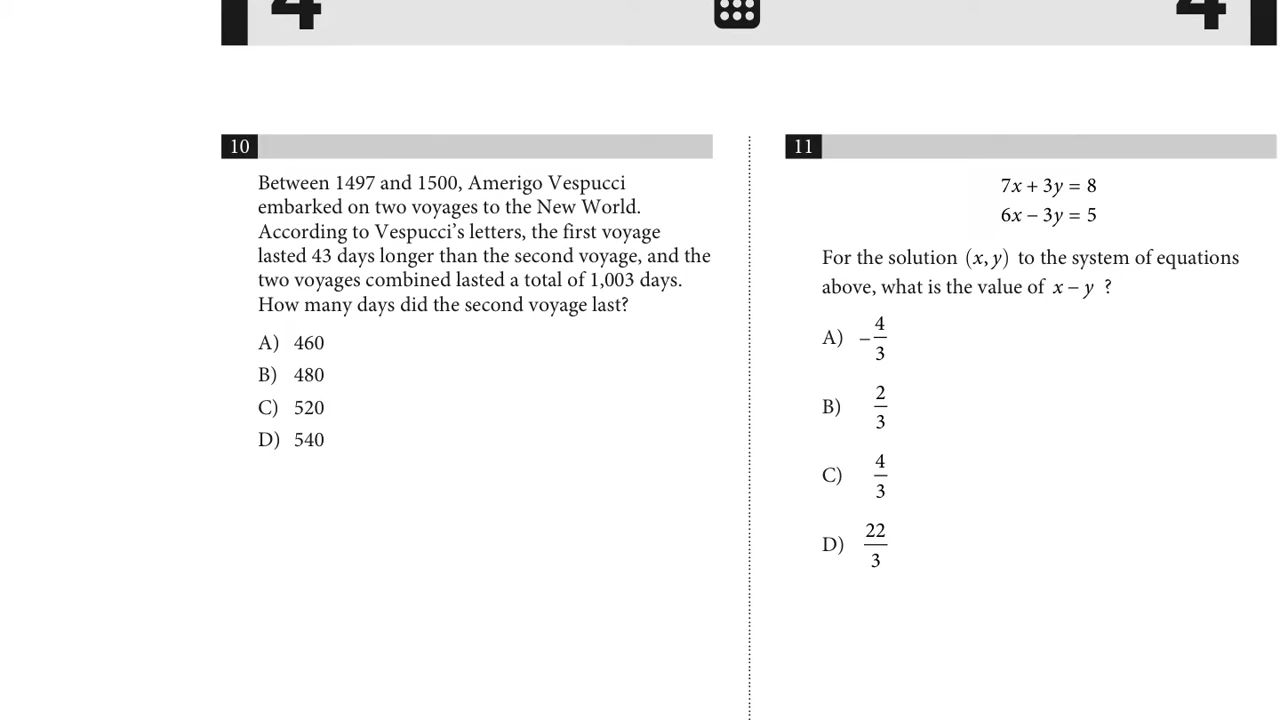 4 4
10
Between 1497 and 1500, Amerigo Vespucci
embarked on two voyages to the New World.
According to Vespucci’s letters, the first voyage
lasted 43 days longer than the second voyage, and the
two voyages combined lasted a total of 1,003 days.
How many days did the second voyage last?
A) 460
B) 480
C) 520
D) 540
11
7x + 3y = 8
6x − 3y = 5
For the solution (x, y) to the system of equations
above, what is the value of x − y ?
A) −4/3
B) 2/3
C) 4/3
D) 22/3